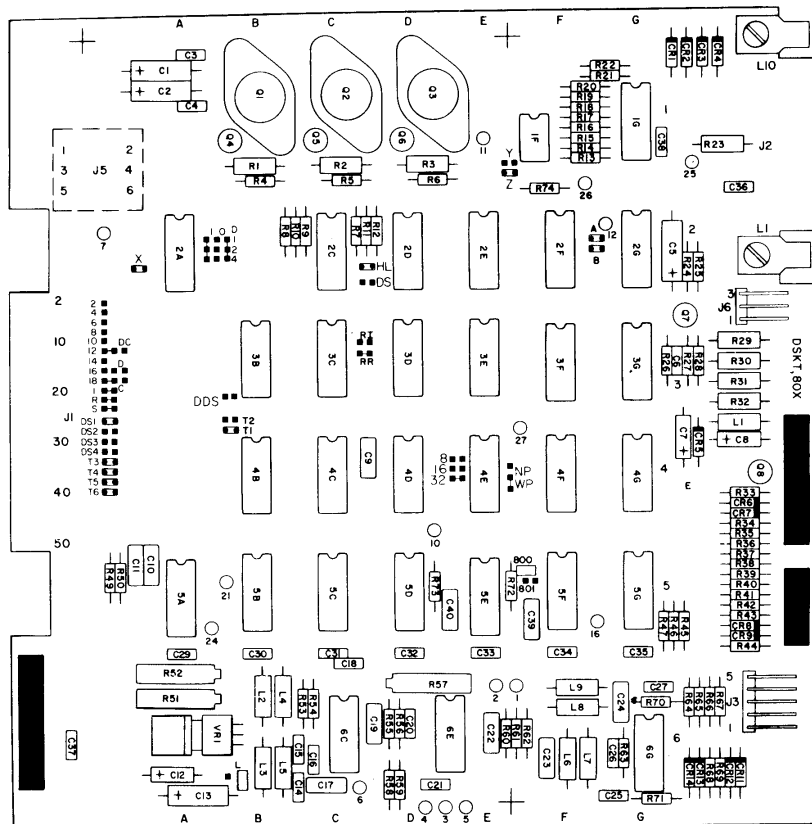 A B C D E F G
C3
C1
C2
C4
Q1 Q2 Q3
Q4 Q5 Q6
R1 R2 R3
R4 R5 R6
11
Y
Z
1F
R22
R21
R20
R19
R18
R17
R16
R15
R14
R13
R74
26
1G
1
C38
CR1 CR2 CR3 CR4
L10
R23
J2
25
C36
1 2
3 J5 4
5 6
7
X
2A
1 0 D
1
2
4
R8 R10 R9
2C
R7 R11 R12
HL
DS
2D
2E
2F
A
B
12
2G
C5
2
R24 R25
L1
3
J6
1
Q7
2
10
20
J1
30
40
50
2
4
6
8
10
12
14
16
18
1
R
S
DS1
DS2
DS3
DS4
T3
T4
T5
T6
DC
D
C
DDS
T2
T1
3B
3C
RI
RR
3D
3E
3F
3G
R26 C6 R27 R28
3
R29
R30
R31
R32
L1
C8
DSKT, 80X
C7
CR5
E
4B
4C
C9
4D
8
16
32
4E
NP
WP
27
4F
4G
4
Q8
R33
CR6
CR7
R34
R35
R36
R37
R38
R39
R40
R41
R42
R43
CR8
CR9
R44
R49 R50
C11 C10
5A
21
24
5B
5C
5D
10
R73
C40
5E
R72
800
801
C39
5F
16
5G
5
R47 R46 R45
C29 C30 C31 C32 C33 C34 C35
C18
R52
R51
VR1
C37
C12
C13
L
L2 L4
L3 L5
R53 R54
C15 C16
C14
C17
6C
6
C19
R55 R56 C20
R57
R58 R59
C21
6E
4 3 5
2 1
C22
R60 R61 R62
L9
L8
C23
L6 L7
C24
C26 R63
C25
C27
R70
6G
6
R71
R64 R65 R66 R67
5
J3
1
R68 R69
A B C D E F G